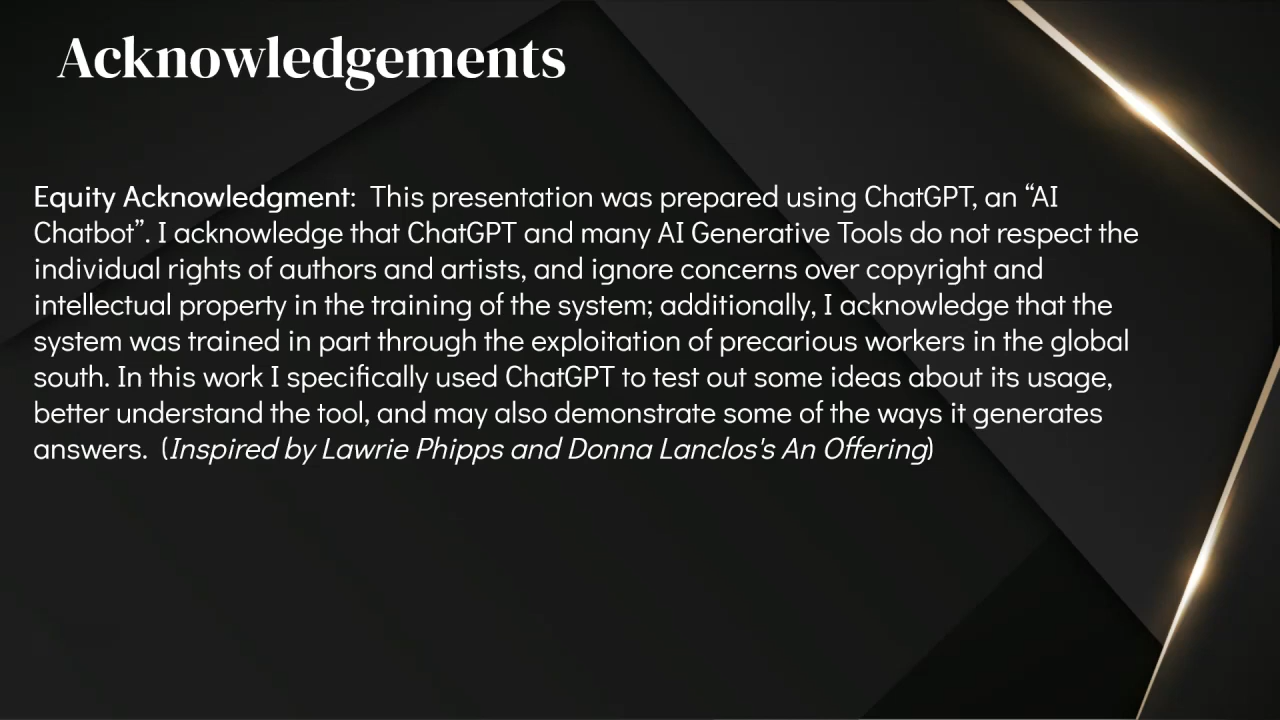 Acknowledgements
Equity Acknowledgment:  This presentation was prepared using ChatGPT, an “AI
Chatbot”. I acknowledge that ChatGPT and many AI Generative Tools do not respect the
individual rights of authors and artists, and ignore concerns over copyright and
intellectual property in the training of the system; additionally, I acknowledge that the
system was trained in part through the exploitation of precarious workers in the global
south. In this work I specifically used ChatGPT to test out some ideas about its usage,
better understand the tool, and may also demonstrate some of the ways it generates
answers.  (Inspired by Lawrie Phipps and Donna Lanclos's An Offering)